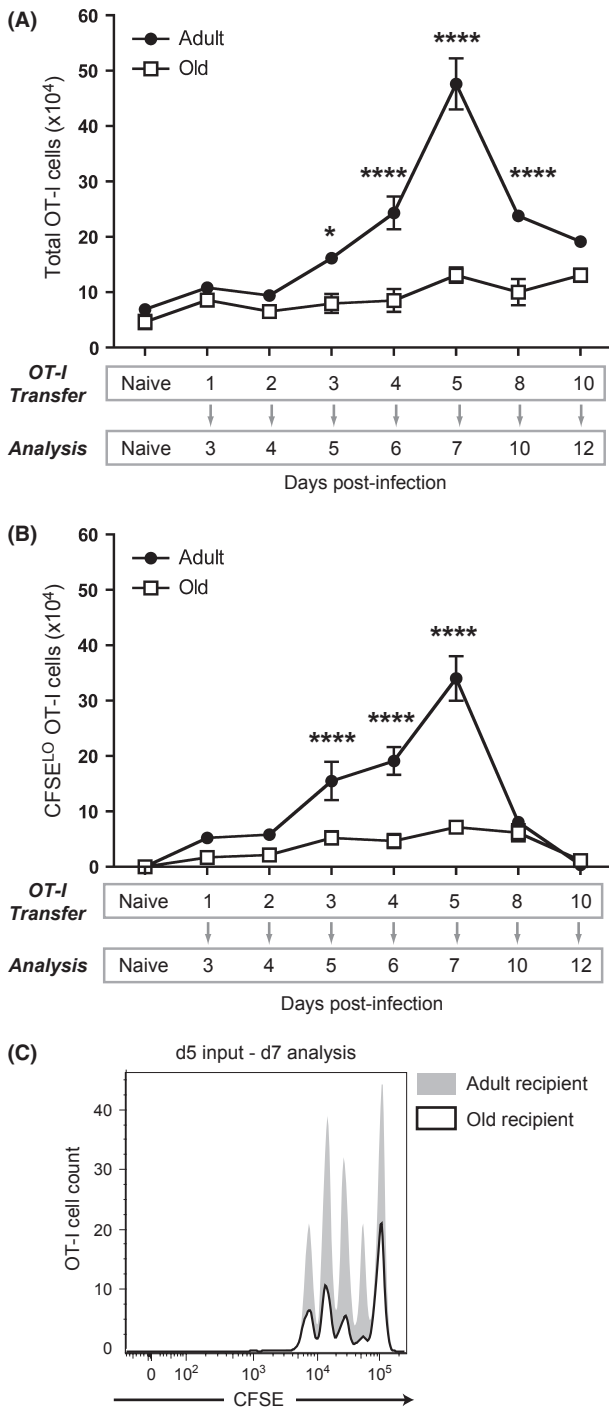 (A)
60
50
40
30
20
10
0
Total OT-I cells (x10⁴)
Adult
Old
*
****
****
****
OT-I Transfer
Naive 1 2 3 4 5 8 10
Analysis
Naive 3 4 5 6 7 10 12
Days post-infection
(B)
60
50
40
30
20
10
0
CFSE^LO OT-I cells (x10⁴)
Adult
Old
****
****
****
OT-I Transfer
Naive 1 2 3 4 5 8 10
Analysis
Naive 3 4 5 6 7 10 12
Days post-infection
(C)
d5 input - d7 analysis
Adult recipient
Old recipient
40
30
20
10
0
OT-I cell count
0 10² 10³ 10⁴ 10⁵
CFSE